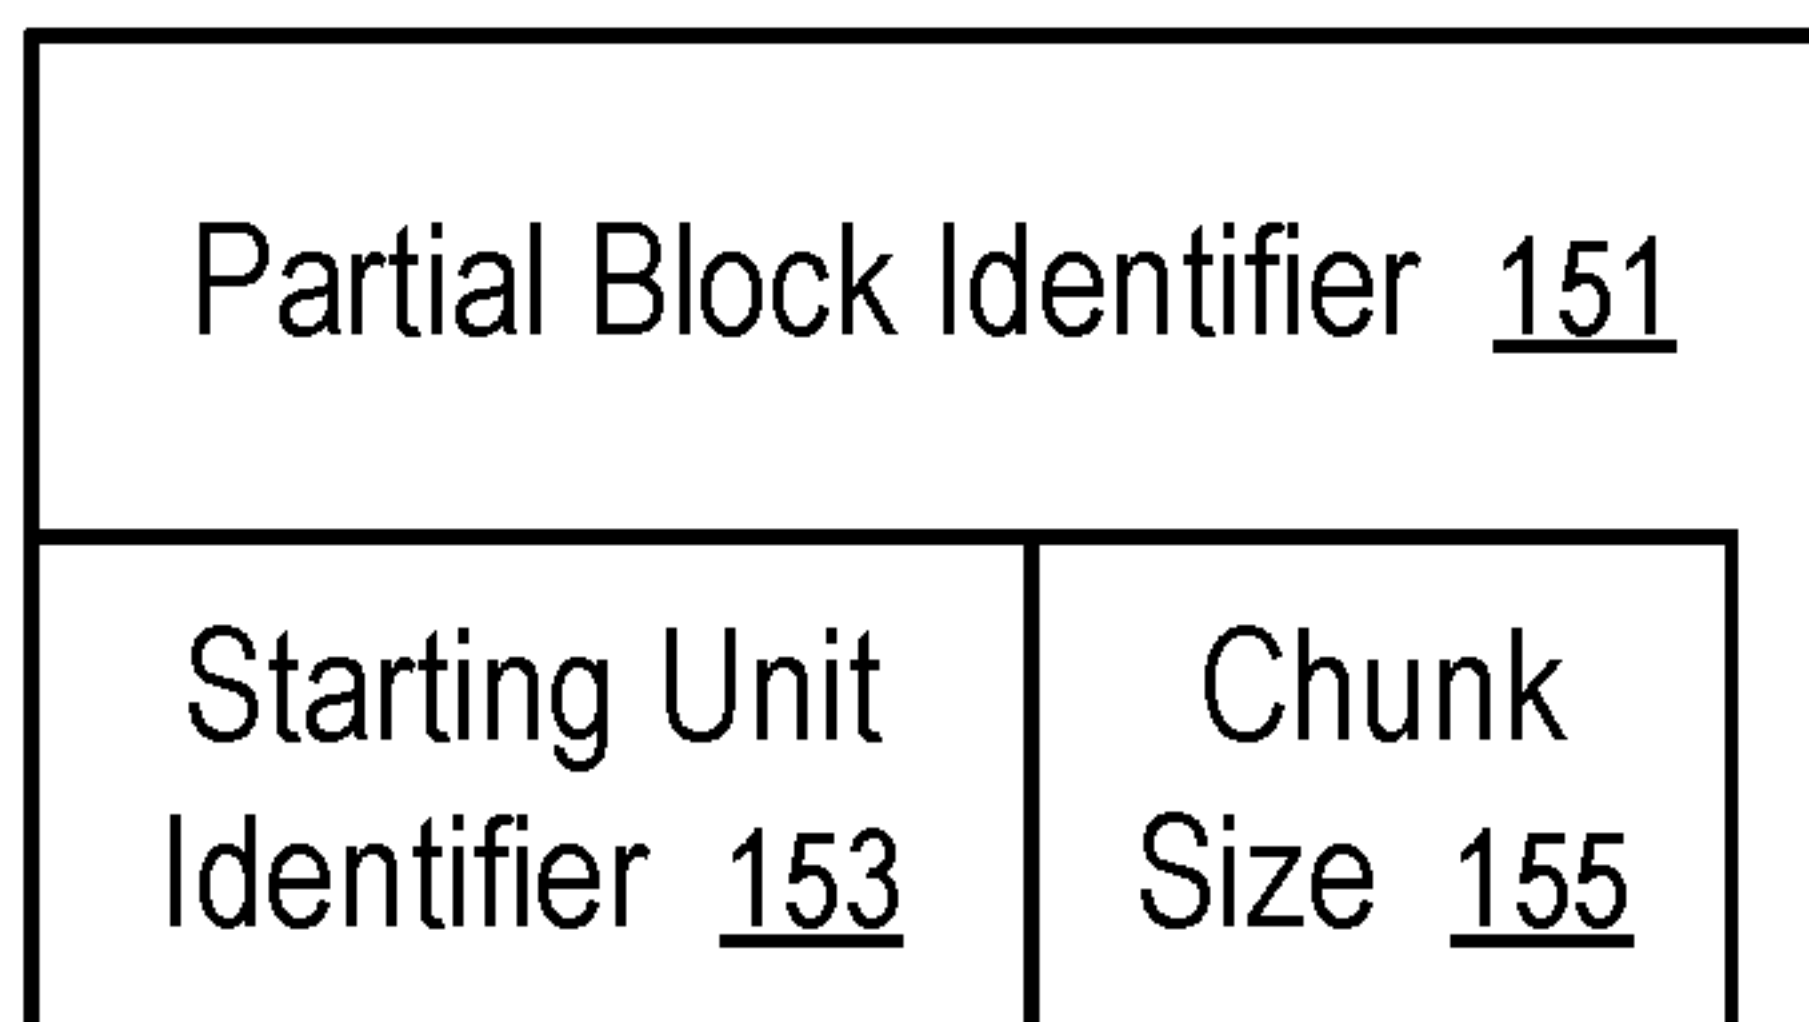 Partial Block Identifier 151
Starting Unit
Identifier 153
Chunk
Size 155